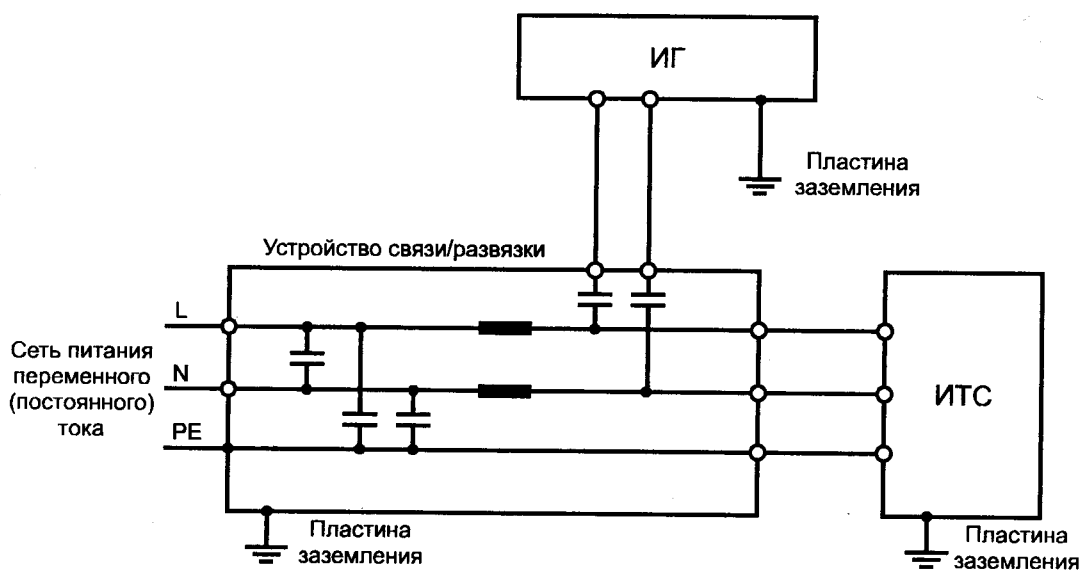 ИГ
Пластина
заземления
Устройство связи/развязки
L
Сеть питания
переменного
(постоянного)
тока
N
PE
ИТС
Пластина
заземления
Пластина
заземления